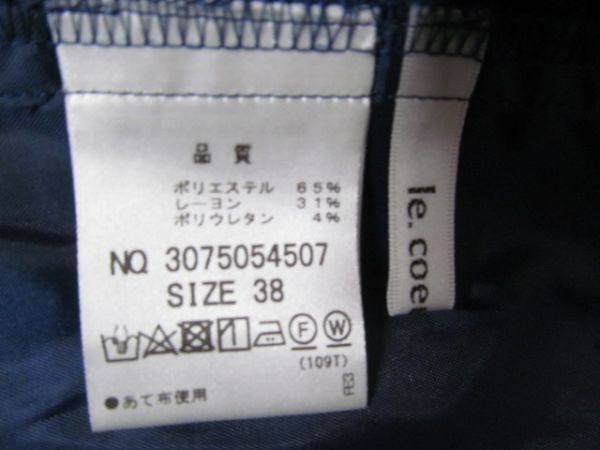 品質
ポリエステル 65%
レーヨン 31%
ポリウレタン 4%
NO. 3075054507
SIZE 38
F W
(109T)
●あて布使用
le.coeu